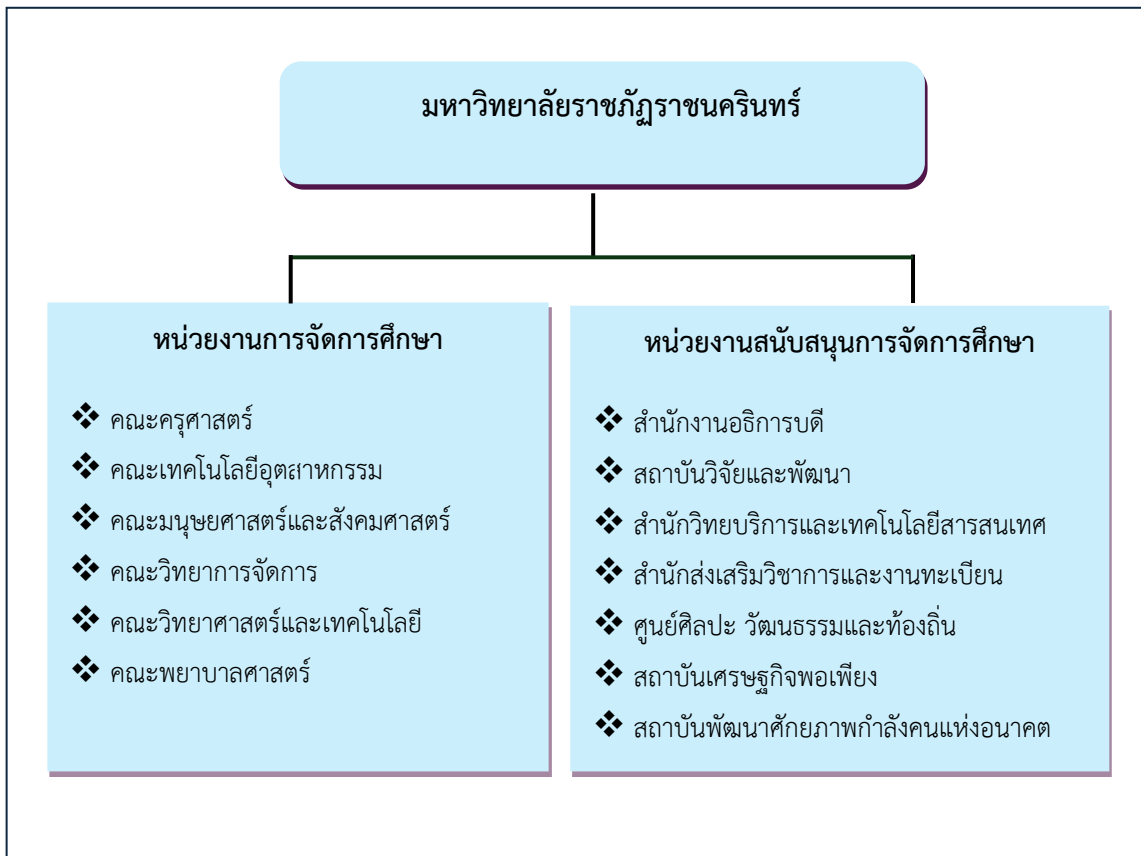 มหาวิทยาลัยราชภัฏราชนครินทร์
หน่วยงานการจัดการศึกษา
❖ คณะครุศาสตร์
❖ คณะเทคโนโลยีอุตสาหกรรม
❖ คณะมนุษยศาสตร์และสังคมศาสตร์
❖ คณะวิทยาการจัดการ
❖ คณะวิทยาศาสตร์และเทคโนโลยี
❖ คณะพยาบาลศาสตร์
หน่วยงานสนับสนุนการจัดการศึกษา
❖ สำนักงานอธิการบดี
❖ สถาบันวิจัยและพัฒนา
❖ สำนักวิทยบริการและเทคโนโลยีสารสนเทศ
❖ สำนักส่งเสริมวิชาการและงานทะเบียน
❖ ศูนย์ศิลปะ วัฒนธรรมและท้องถิ่น
❖ สถาบันเศรษฐกิจพอเพียง
❖ สถาบันพัฒนาศักยภาพกำลังคนแห่งอนาคต